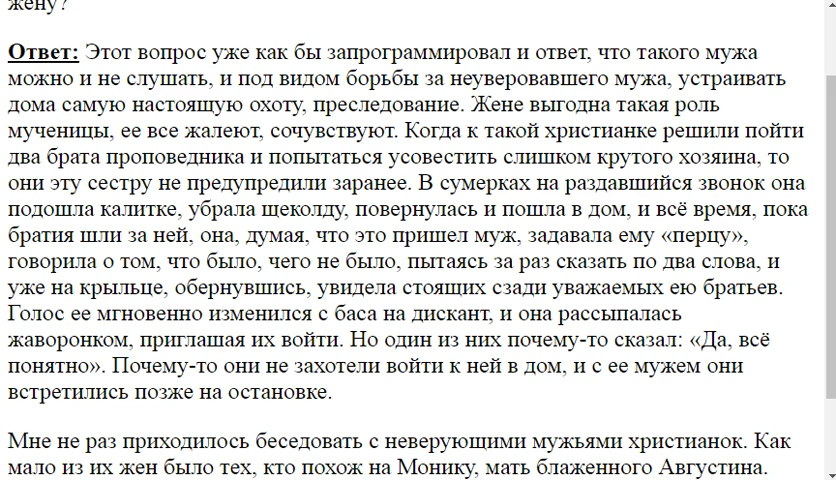 жену?
Ответ: Этот вопрос уже как бы запрограммировал и ответ, что такого мужа
можно и не слушать, и под видом борьбы за неуверовавшего мужа, устраивать
дома самую настоящую охоту, преследование. Жене выгодна такая роль
мученицы, ее все жалеют, сочувствуют. Когда к такой христианке решили пойти
два брата проповедника и попытаться усовестить слишком крутого хозяина, то
они эту сестру не предупредили заранее. В сумерках на раздавшийся звонок она
подошла калитке, убрала щеколду, повернулась и пошла в дом, и всё время, пока
братия шли за ней, она, думая, что это пришел муж, задавала ему «перцу»,
говорила о том, что было, чего не было, пытаясь за раз сказать по два слова, и
уже на крыльце, обернувшись, увидела стоящих сзади уважаемых ею братьев.
Голос ее мгновенно изменился с баса на дискант, и она рассыпалась
жаворонком, приглашая их войти. Но один из них почему-то сказал: «Да, всё
понятно». Почему-то они не захотели войти к ней в дом, и с ее мужем они
встретились позже на остановке.
Мне не раз приходилось беседовать с неверующими мужьями христианок. Как
мало из их жен было тех, кто похож на Монику, мать блаженного Августина.